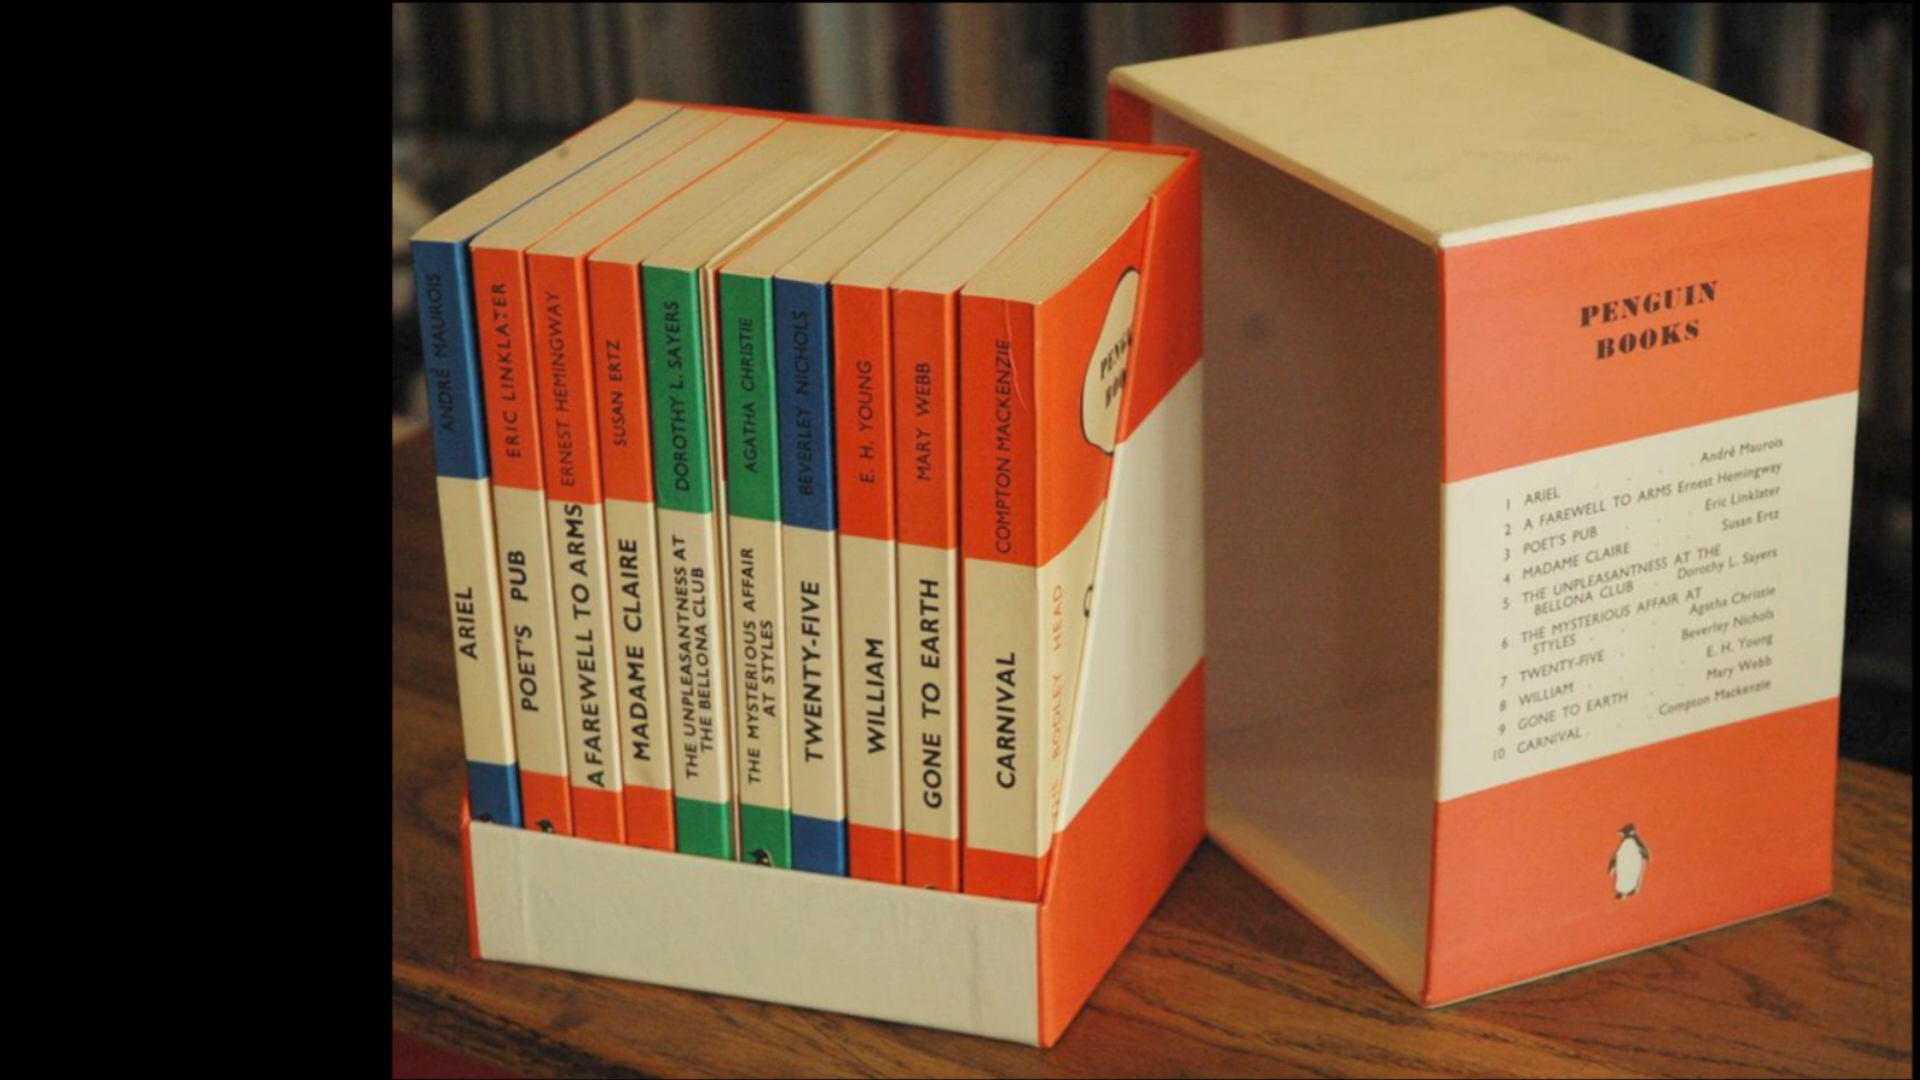 ANDRÉ MAUROIS
ARIEL
ERIC LINKLATER
POET'S PUB
ERNEST HEMINGWAY
A FAREWELL TO ARMS
SUSAN ERTZ
MADAME CLAIRE
DOROTHY L. SAYERS
THE UNPLEASANTNESS AT
THE BELLONA CLUB
AGATHA CHRISTIE
THE MYSTERIOUS AFFAIR
AT STYLES
BEVERLEY NICHOLS
TWENTY-FIVE
E. H. YOUNG
WILLIAM
MARY WEBB
GONE TO EARTH
COMPTON MACKENZIE
CARNIVAL
THE BODLEY HEAD
PENGUIN
BOOKS
1 ARIEL . . André Maurois
2 A FAREWELL TO ARMS Ernest Hemingway
3 POET'S PUB . . Eric Linklater
4 MADAME CLAIRE . . Susan Ertz
5 THE UNPLEASANTNESS AT THE
BELLONA CLUB . Dorothy L. Sayers
6 THE MYSTERIOUS AFFAIR AT
STYLES . . . Agatha Christie
7 TWENTY-FIVE . . Beverley Nichols
8 WILLIAM . . . E. H. Young
9 GONE TO EARTH . . Mary Webb
10 CARNIVAL . . . Compton Mackenzie